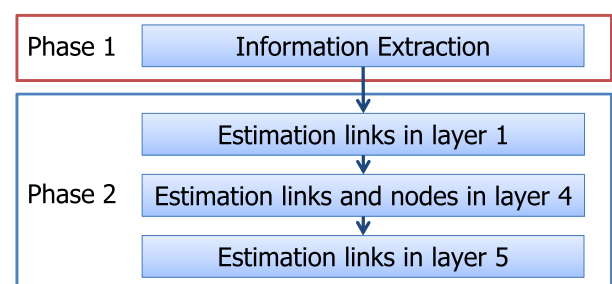 Phase 1
Information Extraction
Estimation links in layer 1
Phase 2
Estimation links and nodes in layer 4
Estimation links in layer 5